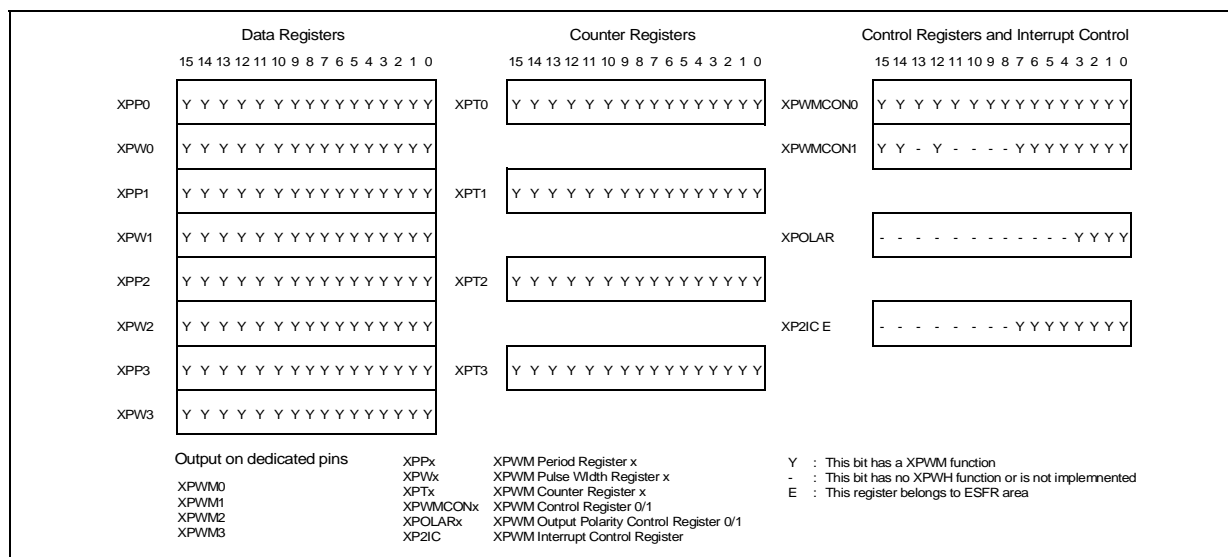 Data Registers Counter Registers Control Registers and Interrupt Control
15 14 13 12 11 10 9 8 7 6 5 4 3 2 1 0 15 14 13 12 11 10 9 8 7 6 5 4 3 2 1 0 15 14 13 12 11 10 9 8 7 6 5 4 3 2 1 0
XPP0 Y Y Y Y Y Y Y Y Y Y Y Y Y Y Y Y XPT0 Y Y Y Y Y Y Y Y Y Y Y Y Y Y Y Y XPWMCON0 Y Y Y Y Y Y Y Y Y Y Y Y Y Y Y Y
XPW0 Y Y Y Y Y Y Y Y Y Y Y Y Y Y Y Y XPWMCON1 Y Y - Y - - - - Y Y Y Y Y Y Y Y
XPP1 Y Y Y Y Y Y Y Y Y Y Y Y Y Y Y Y XPT1 Y Y Y Y Y Y Y Y Y Y Y Y Y Y Y Y
XPW1 Y Y Y Y Y Y Y Y Y Y Y Y Y Y Y Y XPOLAR - - - - - - - - - - - - Y Y Y Y
XPP2 Y Y Y Y Y Y Y Y Y Y Y Y Y Y Y Y XPT2 Y Y Y Y Y Y Y Y Y Y Y Y Y Y Y Y
XPW2 Y Y Y Y Y Y Y Y Y Y Y Y Y Y Y Y XP2IC E - - - - - - - - Y Y Y Y Y Y Y Y
XPP3 Y Y Y Y Y Y Y Y Y Y Y Y Y Y Y Y XPT3 Y Y Y Y Y Y Y Y Y Y Y Y Y Y Y Y
XPW3 Y Y Y Y Y Y Y Y Y Y Y Y Y Y Y Y
Output on dedicated pins
XPWM0
XPWM1
XPWM2
XPWM3
XPPx XPWM Period Register x
XPWx XPWM Pulse WIdth Register x
XPTx XPWM Counter Register x
XPWMCONx XPWM Control Register 0/1
XPOLARx XPWM Output Polarity Control Register 0/1
XP2IC XPWM Interrupt Control Register
Y : This bit has a XPWM function
- : This bit has no XPWH function or is not implemnented
E : This register belongs to ESFR area